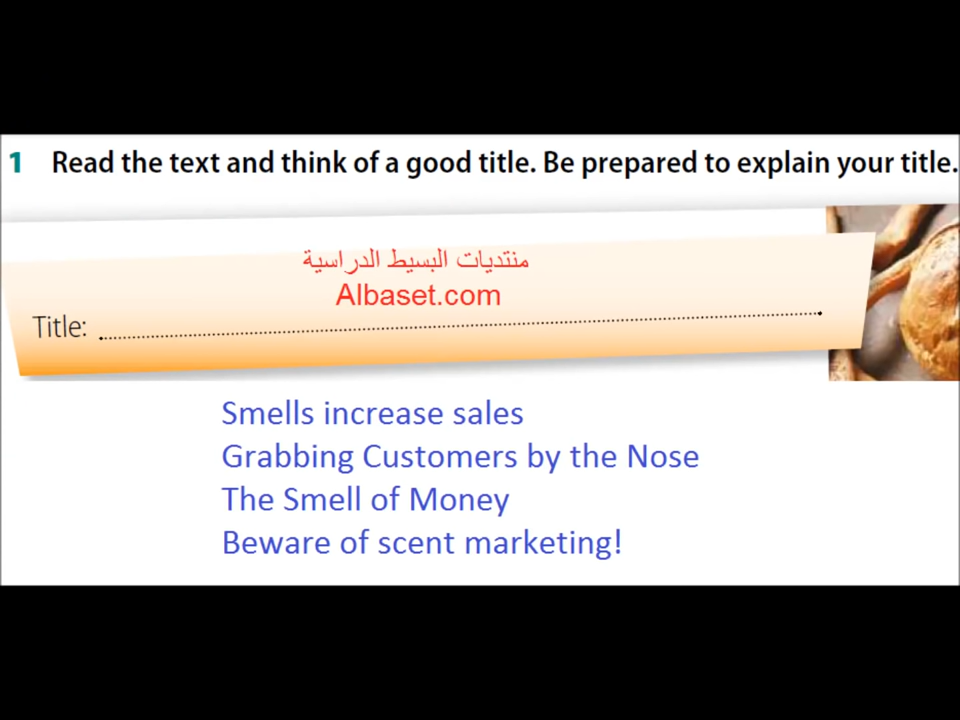 1 Read the text and think of a good title. Be prepared to explain your title.
منتديات البسيط الدراسية
Albaset.com
Title:
Smells increase sales
Grabbing Customers by the Nose
The Smell of Money
Beware of scent marketing!